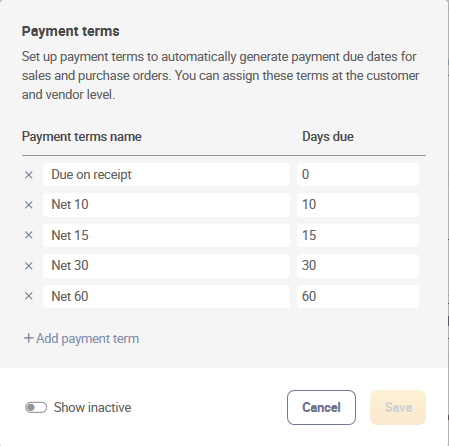 Payment terms
Set up payment terms to automatically generate payment due dates for
sales and purchase orders. You can assign these terms at the customer
and vendor level.
Payment terms name Days due
× Due on receipt 0
× Net 10 10
× Net 15 15
× Net 30 30
× Net 60 60
+ Add payment term
Show inactive Cancel Save